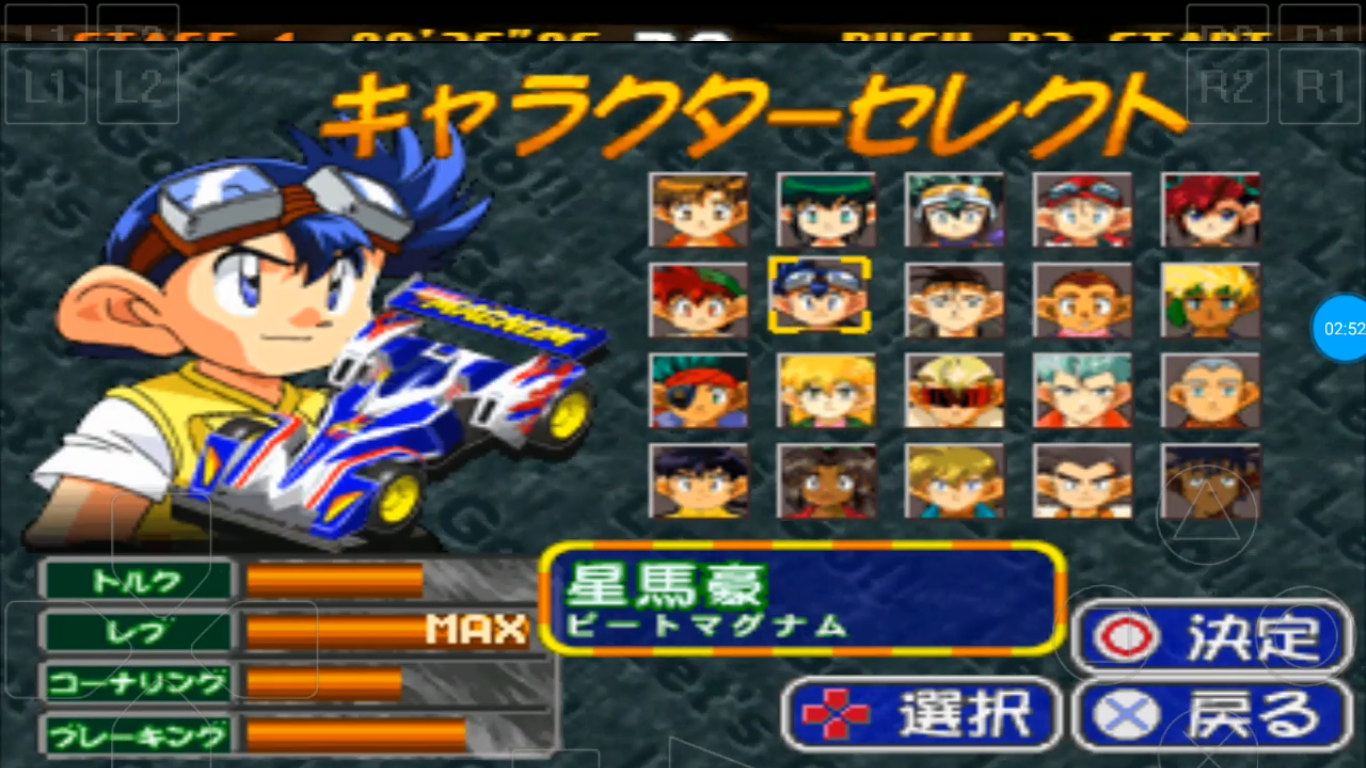 L1
L2
R2
R1
キャラクターセレクト
MAGNUM
02:52
トルク
レブ
MAX
コーナリング
ブレーキング
星馬豪
ビートマグナム
決定
選択
戻る